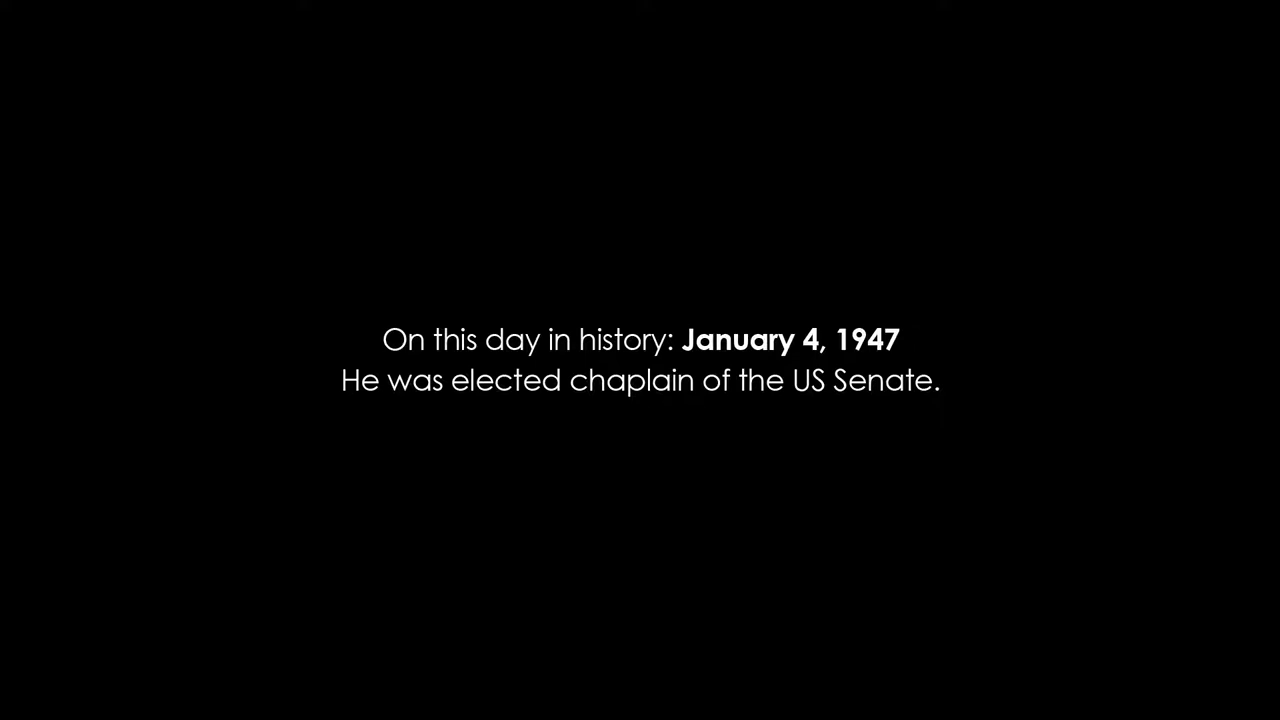 On this day in history: January 4, 1947
He was elected chaplain of the US Senate.